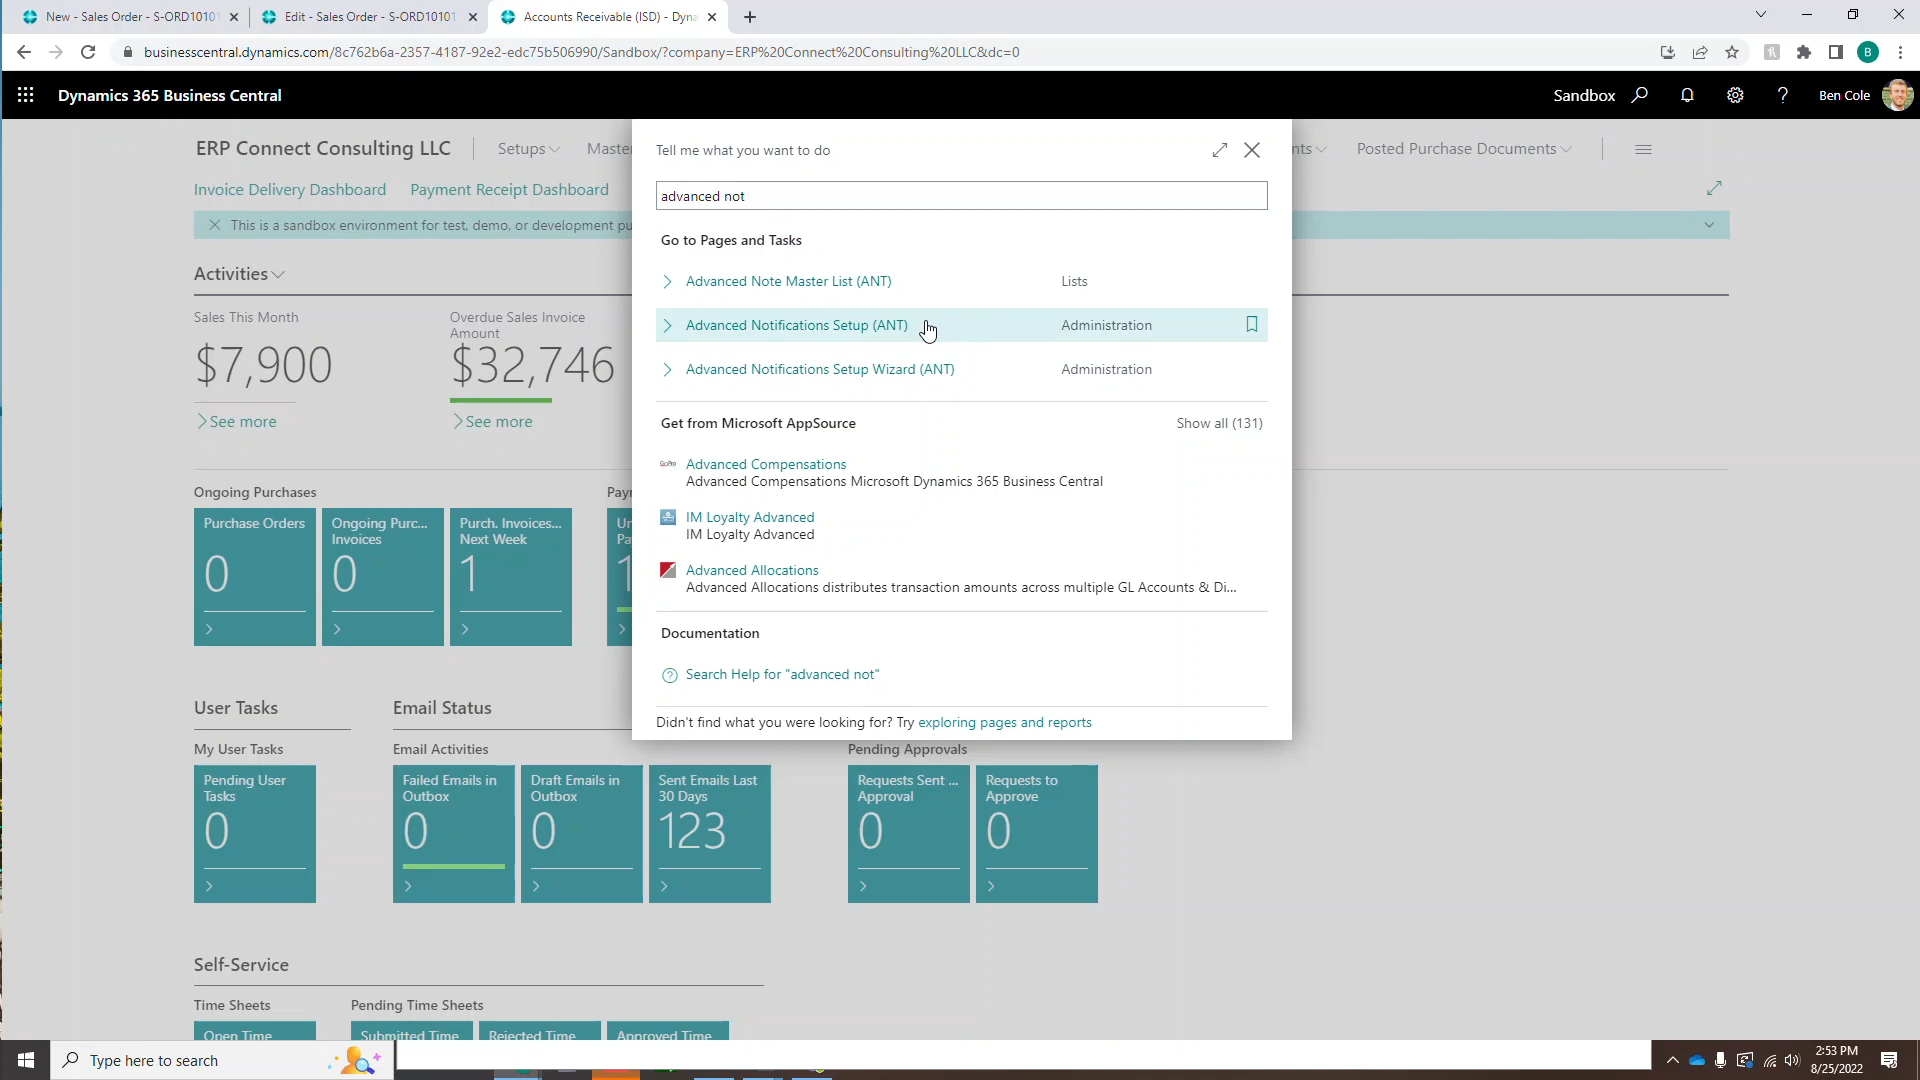 New - Sales Order - S-ORD10101
Edit - Sales Order - S-ORD10101
Accounts Receivable (ISD) - Dyna
businesscentral.dynamics.com/8c762b6a-2357-4187-92e2-edc75b506990/Sandbox/?company=ERP%20Connect%20Consulting%20LLC&dc=0
B
Dynamics 365 Business Central
Sandbox
Ben Cole
ERP Connect Consulting LLC
Setups
Master
nts
Posted Purchase Documents
Invoice Delivery Dashboard
Payment Receipt Dashboard
This is a sandbox environment for test, demo, or development pu
Activities
Sales This Month
$7,900
See more
Overdue Sales Invoice
Amount
$32,746
See more
Tell me what you want to do
advanced not
Go to Pages and Tasks
Advanced Note Master List (ANT)
Lists
Advanced Notifications Setup (ANT)
Administration
Advanced Notifications Setup Wizard (ANT)
Administration
Get from Microsoft AppSource
Show all (131)
GoPro
Advanced Compensations
Advanced Compensations Microsoft Dynamics 365 Business Central
IM Loyalty Advanced
IM Loyalty Advanced
Advanced Allocations
Advanced Allocations distributes transaction amounts across multiple GL Accounts & Di...
Documentation
Search Help for "advanced not"
Didn't find what you were looking for? Try exploring pages and reports
Ongoing Purchases
Purchase Orders
0
Ongoing Purc...
Invoices
0
Purch. Invoices...
Next Week
1
Payr
Un
Pa
1
User Tasks
My User Tasks
Pending User
Tasks
0
Email Status
Email Activities
Failed Emails in
Outbox
0
Draft Emails in
Outbox
0
Sent Emails Last
30 Days
123
Pending Approvals
Requests Sent ...
Approval
0
Requests to
Approve
0
Self-Service
Time Sheets
Open Time
Pending Time Sheets
Submitted Time
Rejected Time
Approved Time
Type here to search
2:53 PM
8/25/2022